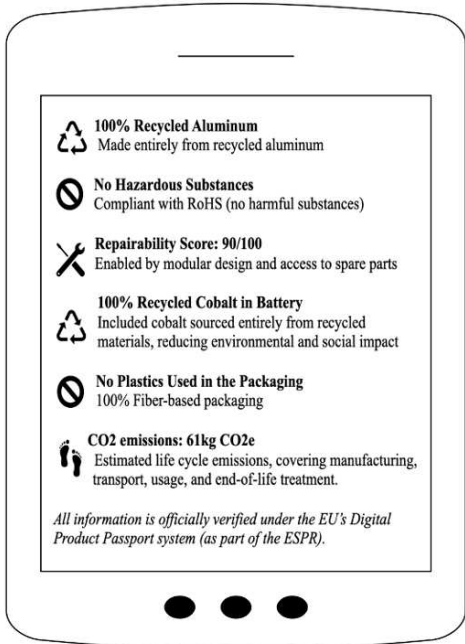 100% Recycled Aluminum
Made entirely from recycled aluminum
No Hazardous Substances
Compliant with RoHS (no harmful substances)
Repairability Score: 90/100
Enabled by modular design and access to spare parts
100% Recycled Cobalt in Battery
Included cobalt sourced entirely from recycled
materials, reducing environmental and social impact
No Plastics Used in the Packaging
100% Fiber-based packaging
CO2 emissions: 61kg CO2e
Estimated life cycle emissions, covering manufacturing,
transport, usage, and end-of-life treatment.
All information is officially verified under the EU's Digital
Product Passport system (as part of the ESPR).